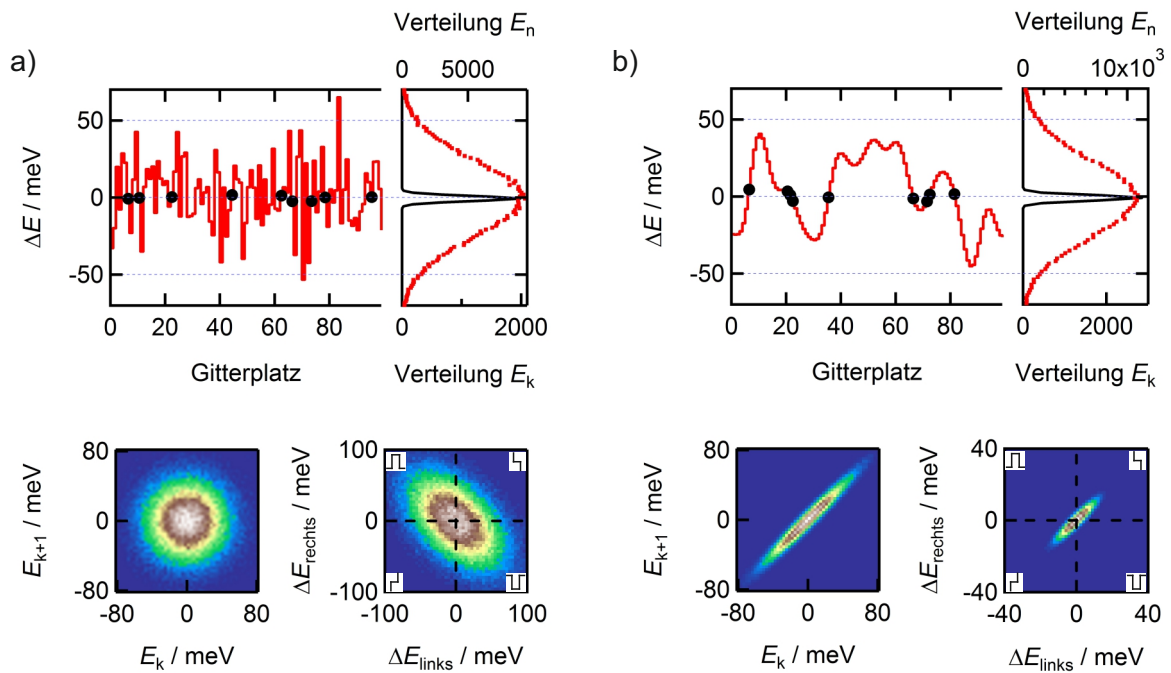 a)
Verteilung En
0 5000
50
0
-50
ΔE / meV
0 20 40 60 80
Gitterplatz
0 1000 2000
Verteilung Ek
b)
Verteilung En
0 10x10³
50
0
-50
ΔE / meV
0 20 40 60 80
Gitterplatz
0 1000 2000
Verteilung Ek
80
0
-80
Ek+1 / meV
-80 0 80
Ek / meV
100
0
-100
ΔErechts / meV
-100 0 100
ΔElinks / meV
80
0
-80
Ek+1 / meV
-80 0 80
Ek / meV
40
0
-40
ΔErechts / meV
-40 0 40
ΔElinks / meV